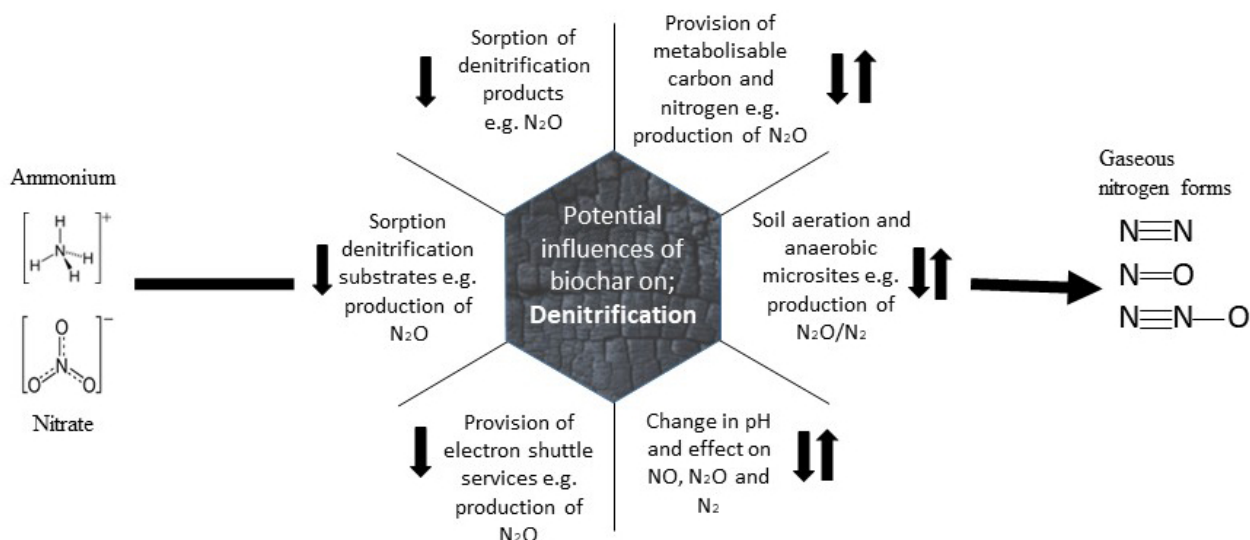 Sorption of
denitrification
products
e.g. N₂O
Provision of
metabolisable
carbon and
nitrogen e.g.
production of N₂O
Ammonium
[H N H H H]+
[O N O O]−
Nitrate
Sorption
denitrification
substrates e.g.
production of
N₂O
Potential
influences of
biochar on;
Denitrification
Soil aeration and
anaerobic
microsites e.g.
production of
N₂O/N₂
Gaseous
nitrogen forms
N≡N
N=O
N≡N—O
Provision of
electron shuttle
services e.g.
production of
N₂O
Change in pH
and effect on
NO, N₂O and
N₂